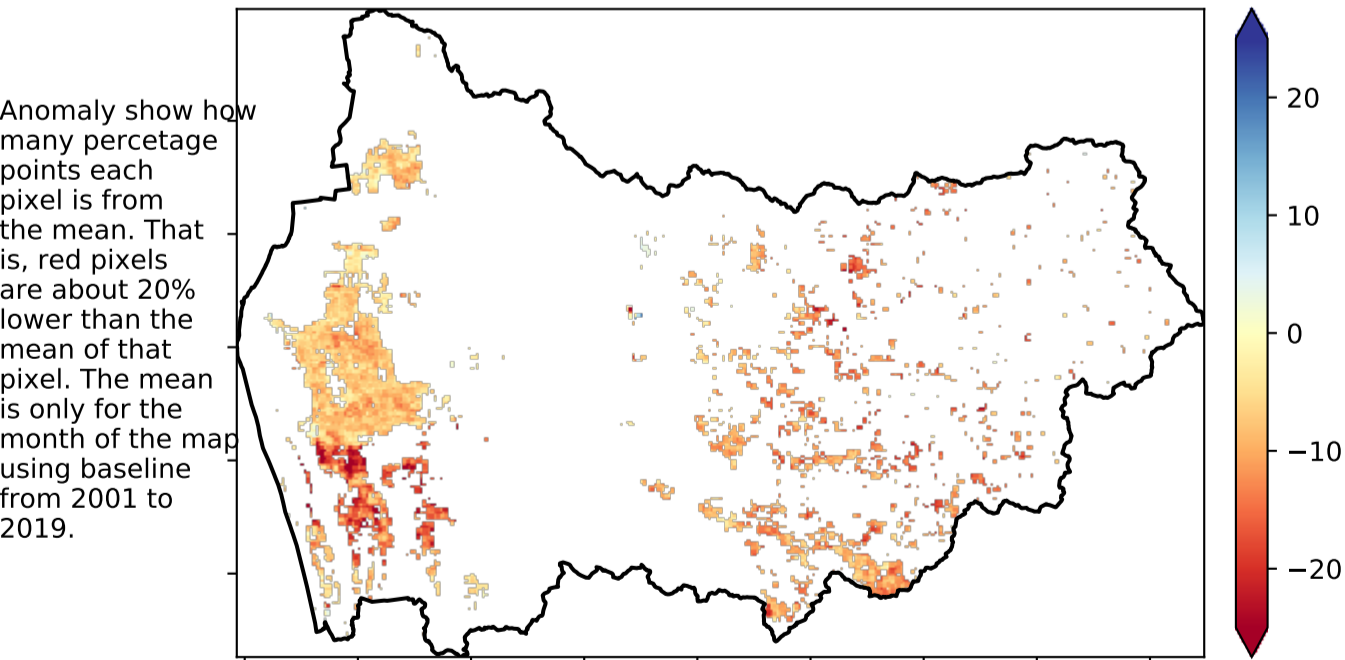 Anomaly show how
many percetage
points each
pixel is from
the mean. That
is, red pixels
are about 20%
lower than the
mean of that
pixel. The mean
is only for the
month of the map
using baseline
from 2001 to
2019.
20
10
0
−10
−20